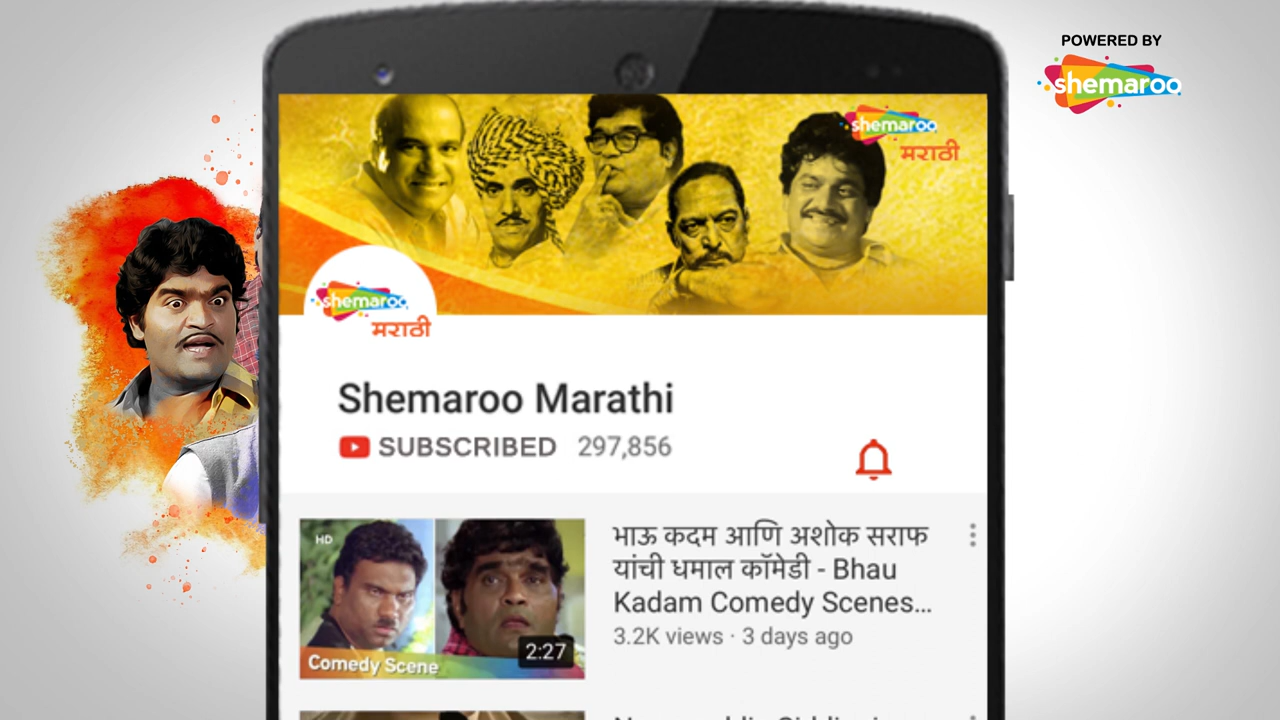 POWERED BY
shemaroo
shemaroo
मराठी
shemaroo
मराठी
Shemaroo Marathi
SUBSCRIBED 297,856
HD
Comedy Scene
2:27
भाऊ कदम आणि अशोक सराफ
यांची धमाल कॉमेडी - Bhau
Kadam Comedy Scenes...
3.2K views · 3 days ago